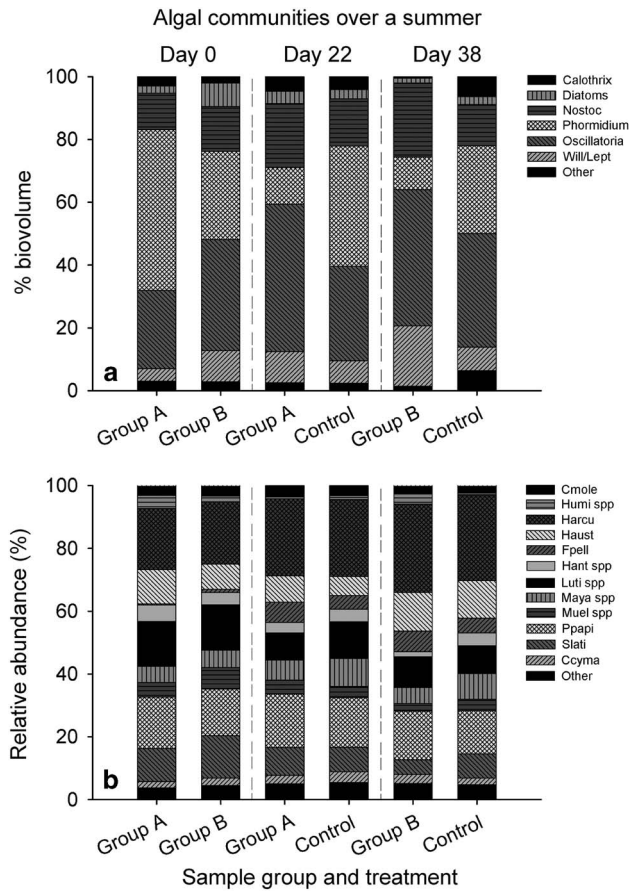 Algal communities over a summer
Day 0 Day 22 Day 38
100
80
60
40
20
0
% biovolume
a
Group A Group B Group A Control Group B Control
Calothrix
Diatoms
Nostoc
Phormidium
Oscillatoria
Will/Lept
Other
100
80
60
40
20
0
Relative abundance (%)
b
Group A Group B Group A Control Group B Control
Cmole
Humi spp
Harcu
Haust
Fpell
Hant spp
Luti spp
Maya spp
Muel spp
Ppapi
Slati
Ccyma
Other
Sample group and treatment